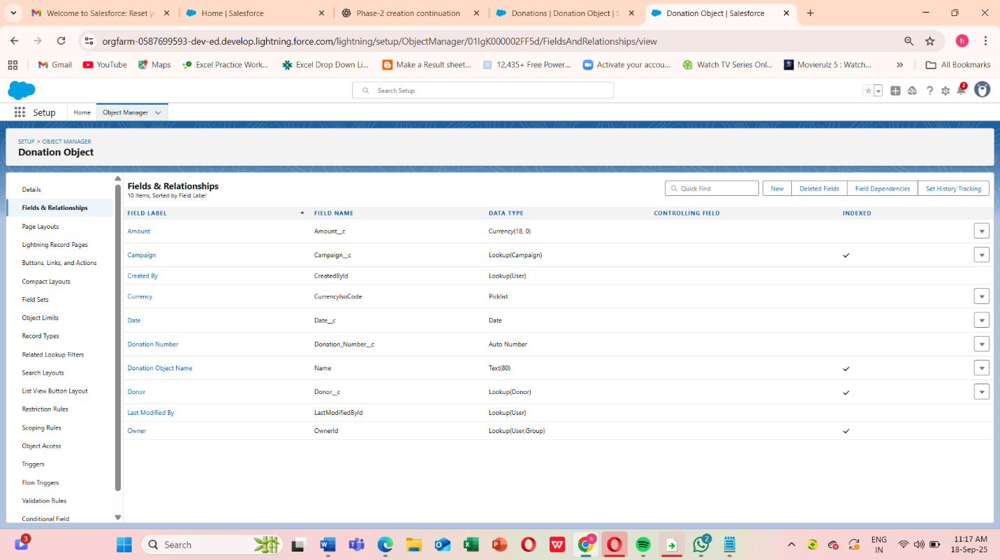 Welcome to Salesforce: Reset y
Home | Salesforce
Phase-2 creation continuation
Donations | Donation Object | S
Donation Object | Salesforce
orgfarm-0587699593-dev-ed.develop.lightning.force.com/lightning/setup/ObjectManager/01IgK000002FF5d/FieldsAndRelationships/view
h
Gmail
YouTube
Maps
Excel Practice Work...
Excel Drop Down Li...
Make a Result sheet...
12,435+ Free Power...
Activate your accou...
Watch TV Series Onl...
Movierulz 5 : Watch...
»
All Bookmarks
Search Setup
2
Setup
Home
Object Manager
SETUP > OBJECT MANAGER
Donation Object
Details
Fields & Relationships
Page Layouts
Lightning Record Pages
Buttons, Links, and Actions
Compact Layouts
Field Sets
Object Limits
Record Types
Related Lookup Filters
Search Layouts
List View Button Layout
Restriction Rules
Scoping Rules
Object Access
Triggers
Flow Triggers
Validation Rules
Conditional Field
Fields & Relationships
10 Items, Sorted by Field Label
Quick Find
New
Deleted Fields
Field Dependencies
Set History Tracking
FIELD LABEL FIELD NAME DATA TYPE CONTROLLING FIELD INDEXED
Amount Amount__c Currency(18, 0)
Campaign Campaign__c Lookup(Campaign) ✓
Created By CreatedById Lookup(User)
Currency CurrencyIsoCode Picklist
Date Date__c Date
Donation Number Donation_Number__c Auto Number
Donation Object Name Name Text(80) ✓
Donor Donor__c Lookup(Donor) ✓
Last Modified By LastModifiedById Lookup(User)
Owner OwnerId Lookup(User,Group) ✓
3
Search
h
2
ENG
IN
11:17 AM
18-Sep-25